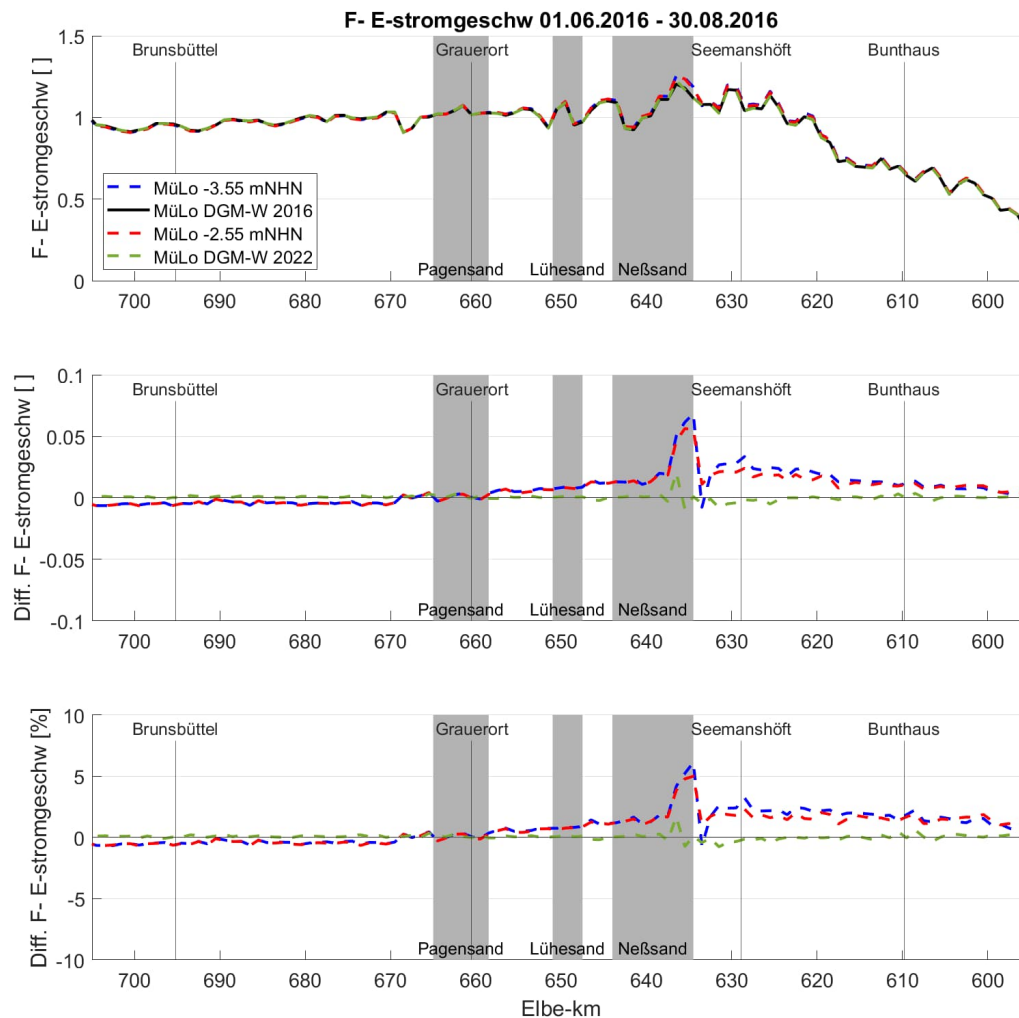 F- E-stromgeschw 01.06.2016 - 30.08.2016
F- E-stromgeschw [ ]
1.5
1
0.5
0
Brunsbüttel
Grauerort
Seemanshöft
Bunthaus
MüLo -3.55 mNHN
MüLo DGM-W 2016
MüLo -2.55 mNHN
MüLo DGM-W 2022
Pagensand
Lühesand
Neßsand
700 690 680 670 660 650 640 630 620 610 600
Diff. F- E-stromgeschw [ ]
0.1
0.05
0
-0.05
-0.1
Brunsbüttel
Grauerort
Seemanshöft
Bunthaus
Pagensand
Lühesand
Neßsand
700 690 680 670 660 650 640 630 620 610 600
Diff. F- E-stromgeschw [%]
10
5
0
-5
-10
Brunsbüttel
Grauerort
Seemanshöft
Bunthaus
Pagensand
Lühesand
Neßsand
700 690 680 670 660 650 640 630 620 610 600
Elbe-km